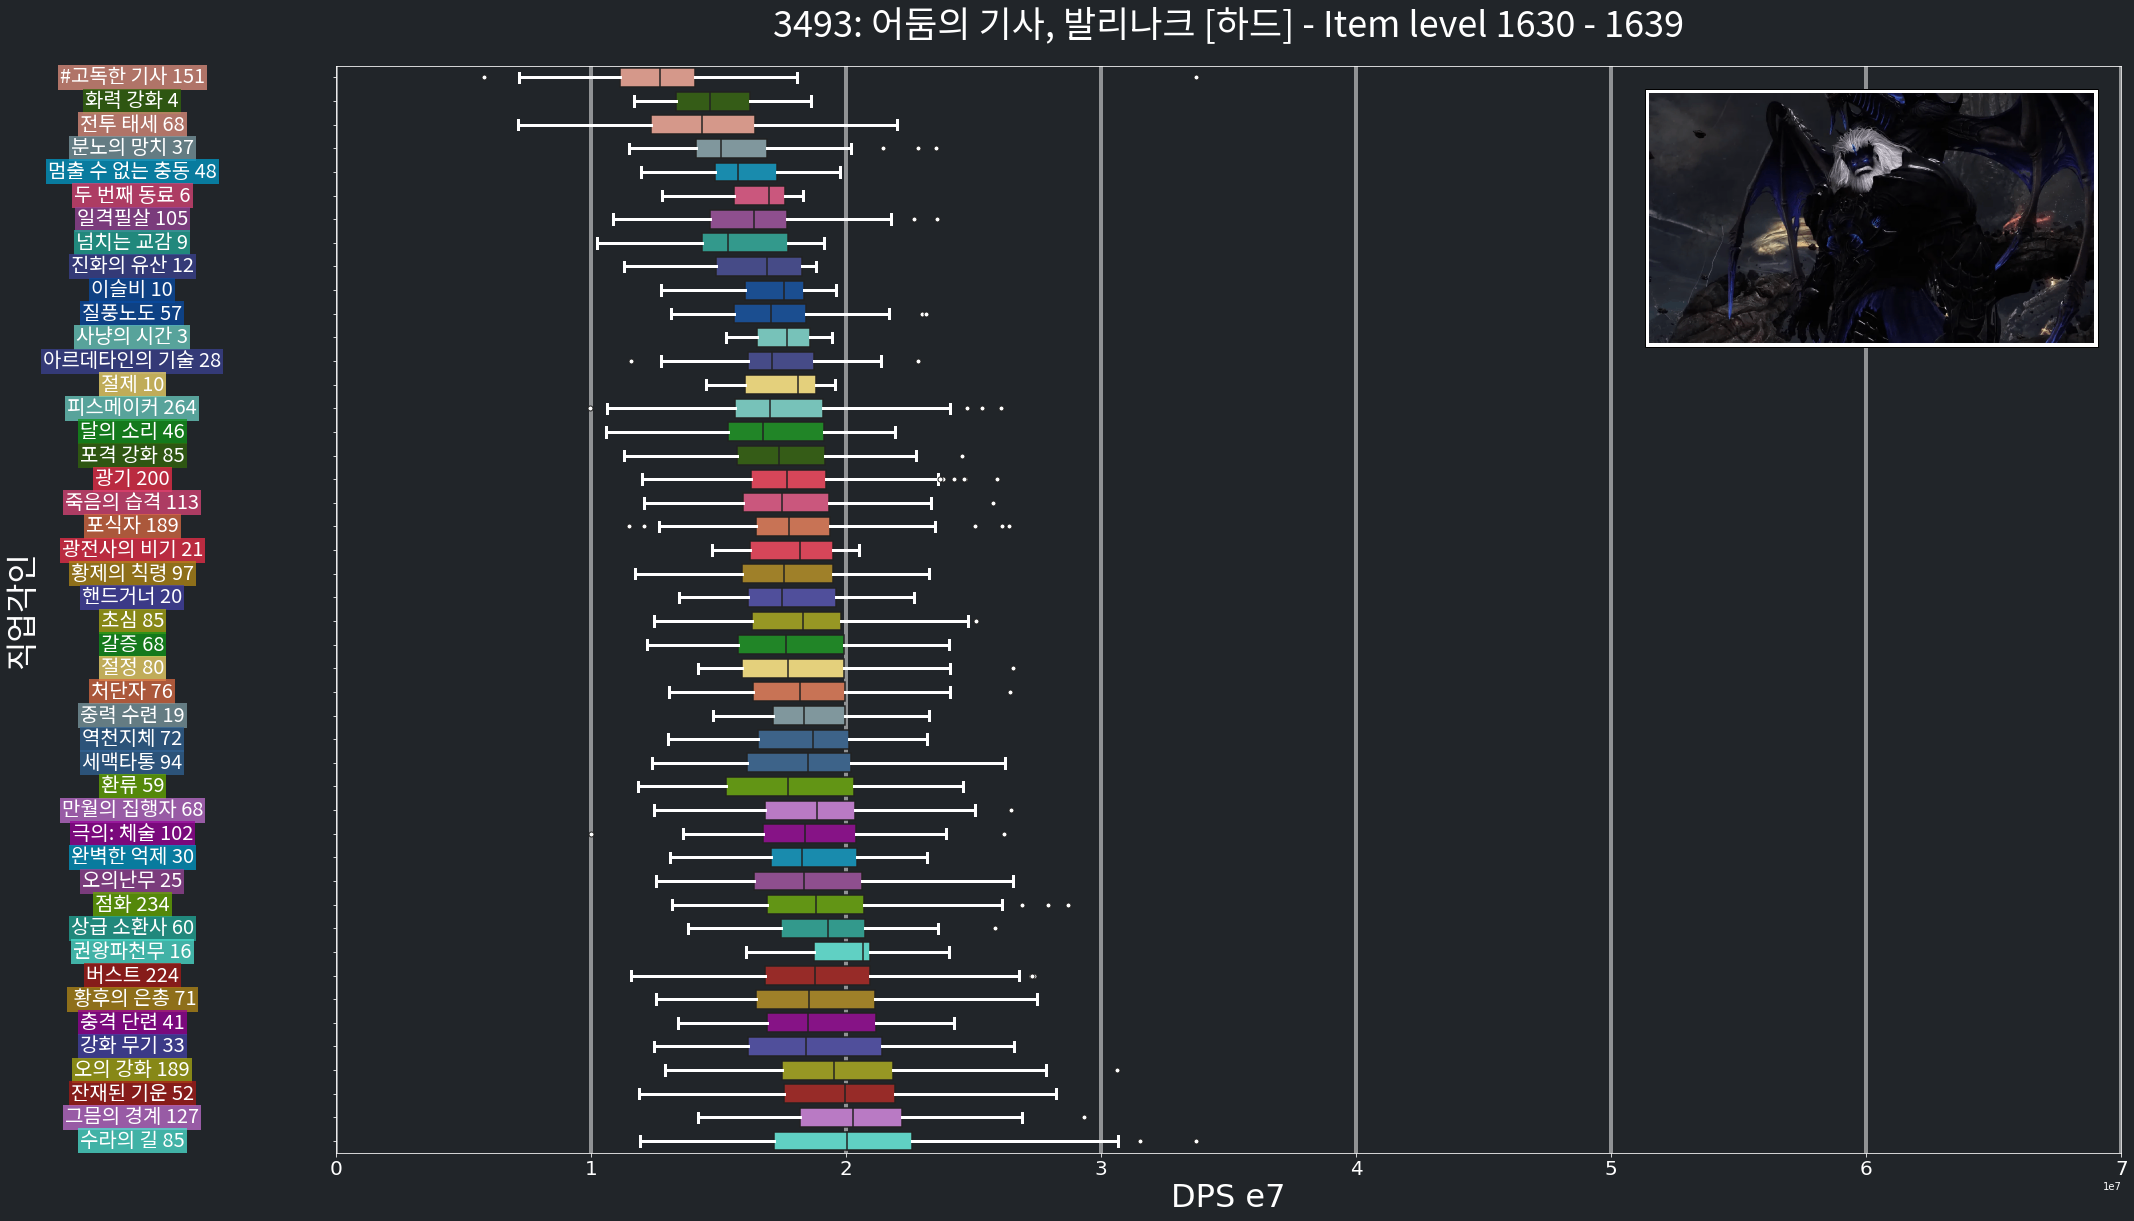 3493: 어둠의 기사, 발리나크 [하드] - Item level 1630 - 1639
직업각인
#고독한 기사 151
화력 강화 4
전투 태세 68
분노의 망치 37
멈출 수 없는 충동 48
두 번째 동료 6
일격필살 105
넘치는 교감 9
진화의 유산 12
이슬비 10
질풍노도 57
사냥의 시간 3
아르데타인의 기술 28
절제 10
피스메이커 264
달의 소리 46
포격 강화 85
광기 200
죽음의 습격 113
포식자 189
광전사의 비기 21
황제의 칙령 97
핸드거너 20
초심 85
갈증 68
절정 80
처단자 76
중력 수련 19
역천지체 72
세맥타통 94
환류 59
만월의 집행자 68
극의: 체술 102
완벽한 억제 30
오의난무 25
점화 234
상급 소환사 60
권왕파천무 16
버스트 224
황후의 은총 71
충격 단련 41
강화 무기 33
오의 강화 189
잔재된 기운 52
그믐의 경계 127
수라의 길 85
0 1 2 3 4 5 6 7
1e7
DPS e7